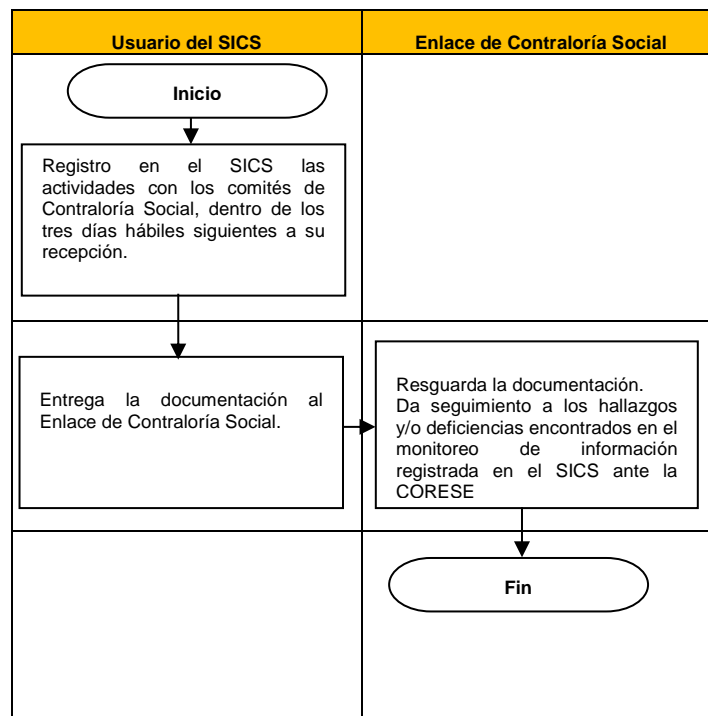 Usuario del SICS
Enlace de Contraloría Social
Inicio
Registro en el SICS las
actividades con los comités de
Contraloría Social, dentro de los
tres días hábiles siguientes a su
recepción.
Entrega la documentación al
Enlace de Contraloría Social.
Resguarda la documentación.
Da seguimiento a los hallazgos
y/o deficiencias encontrados en el
monitoreo de información
registrada en el SICS ante la
CORESE
Fin